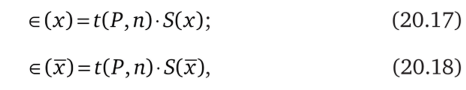 ∈(x)=t(P,n)·S(x); (20.17)
∈(x̅)=t(P,n)·S(x̅), (20.18)